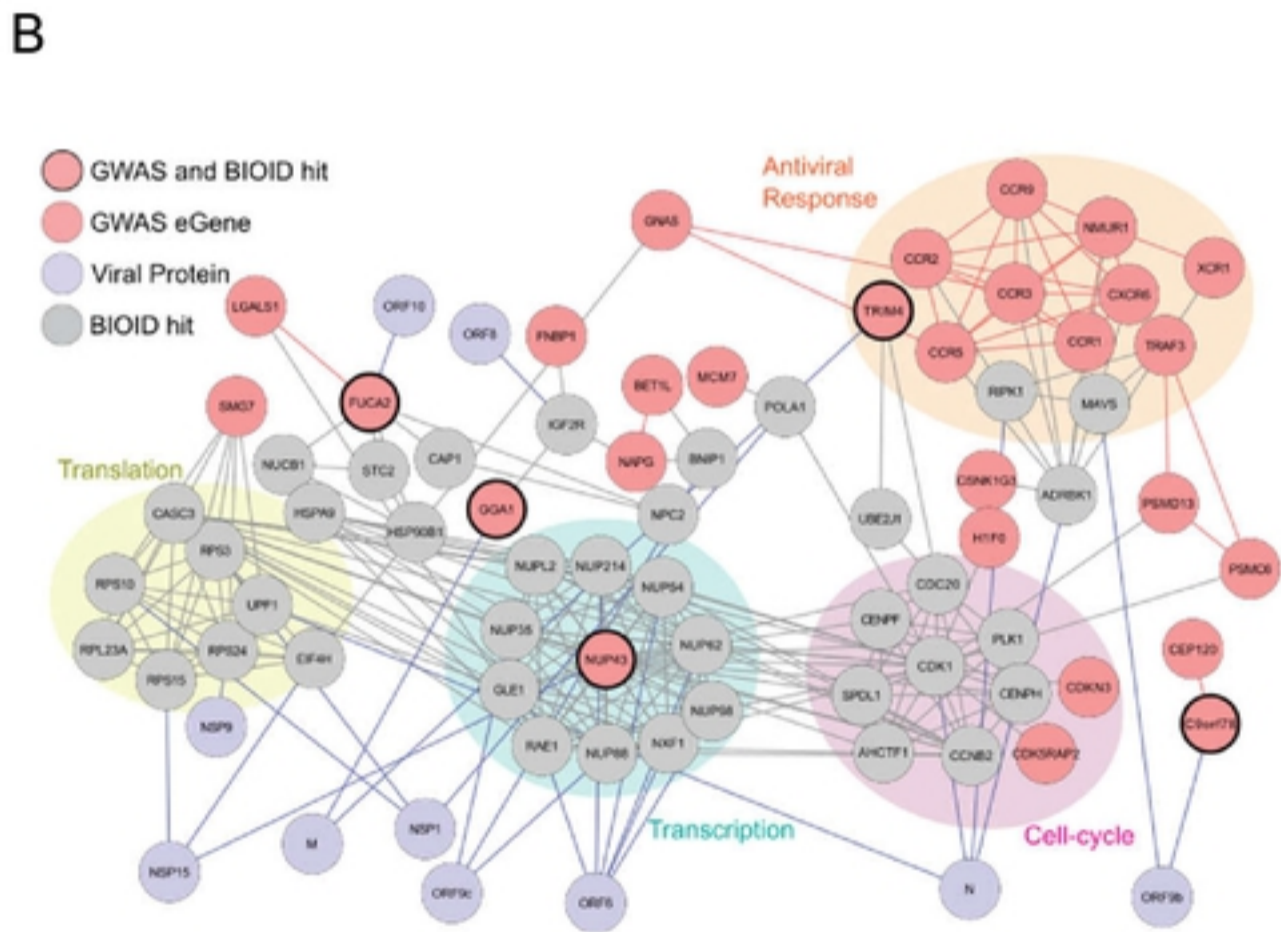 B
GWAS and BIOID hit
GWAS eGene
Viral Protein
BIOID hit
Antiviral
Response
CCR9
NMUR1
XCR1
CCR2
CCR3
CXCR6
TRIM4
CCR5
CCR1
TRAF3
RIPK1
MAVS
GNAS
LGALS1
ORF10
ORF8
FNBP1
SMG7
FUCA2
IGF2R
BET1L
MCM7
POLA1
NUCB1
STC2
CAP1
NAPG
BNIP1
CSNK1G3
ADRBK1
PSMD13
Translation
CASC3
HSPA9
HSP90B1
GGA1
NPC2
UBE2J1
H1F0
PSMC6
RPS3
RPS10
UPF1
RPL23A
RPS24
EIF4H
RPS15
NSP9
NUPL2
NUP214
NUP54
NUP35
NUP43
NUP62
GLE1
NUP98
RAE1
NUP88
NXF1
CDC20
CENPF
PLK1
CDK1
SPDL1
CENPH
CDKN3
AHCTF1
CCNB2
CDK5RAP2
CEP120
C9orf78
Transcription
Cell-cycle
NSP15
M
NSP1
ORF9c
ORF6
N
ORF9b